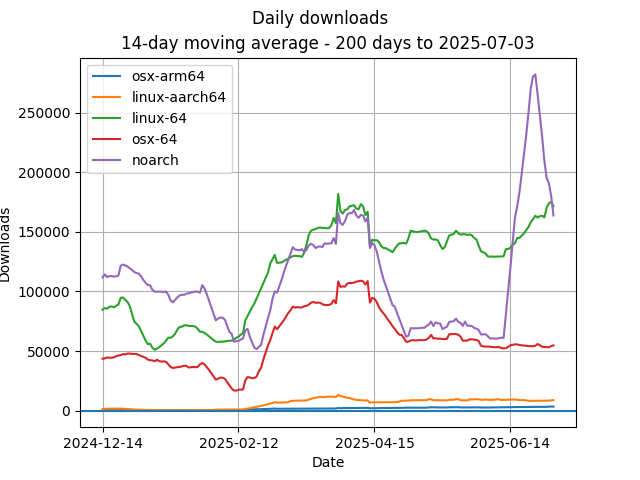 Daily downloads
14-day moving average - 200 days to 2025-07-03
osx-arm64
linux-aarch64
linux-64
osx-64
noarch
250000
200000
150000
100000
50000
0
Downloads
2024-12-14 2025-02-12 2025-04-15 2025-06-14
Date